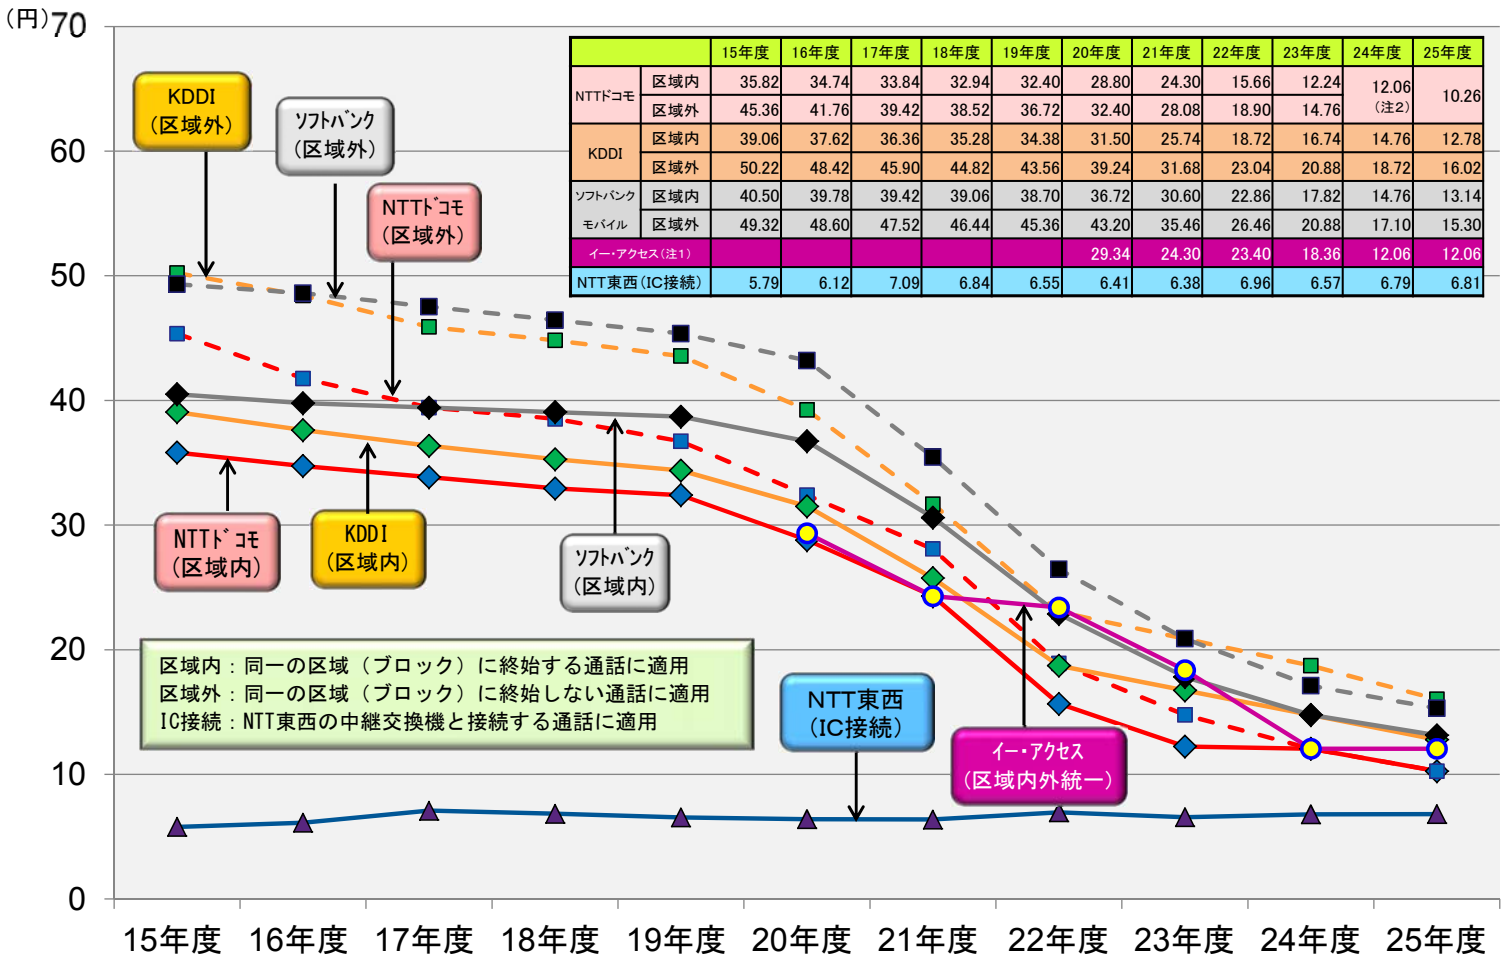 (円)
70
60
50
40
30
20
10
0
15年度 16年度 17年度 18年度 19年度 20年度 21年度 22年度 23年度 24年度 25年度
NTTドコモ 区域内 35.82 34.74 33.84 32.94 32.40 28.80 24.30 15.66 12.24 12.06 10.26
(注2)
区域外 45.36 41.76 39.42 38.52 36.72 32.40 28.08 18.90 14.76
KDDI 区域内 39.06 37.62 36.36 35.28 34.38 31.50 25.74 18.72 16.74 14.76 12.78
区域外 50.22 48.42 45.90 44.82 43.56 39.24 31.68 23.04 20.88 18.72 16.02
ソフトバンク 区域内 40.50 39.78 39.42 39.06 38.70 36.72 30.60 22.86 17.82 14.76 13.14
モバイル 区域外 49.32 48.60 47.52 46.44 45.36 43.20 35.46 26.46 20.88 17.10 15.30
イー・アクセス(注1) 29.34 24.30 23.40 18.36 12.06 12.06
NTT東西(IC接続) 5.79 6.12 7.09 6.84 6.55 6.41 6.38 6.96 6.57 6.79 6.81
KDDI
(区域外)
ソフトバンク
(区域外)
NTTドコモ
(区域外)
NTTドコモ
(区域内)
KDDI
(区域内)
ソフトバンク
(区域内)
区域内：同一の区域（ブロック）に終始する通話に適用
区域外：同一の区域（ブロック）に終始しない通話に適用
IC接続：NTT東西の中継交換機と接続する通話に適用
NTT東西
(IC接続)
イー・アクセス
(区域内外統一)
15年度 16年度 17年度 18年度 19年度 20年度 21年度 22年度 23年度 24年度 25年度